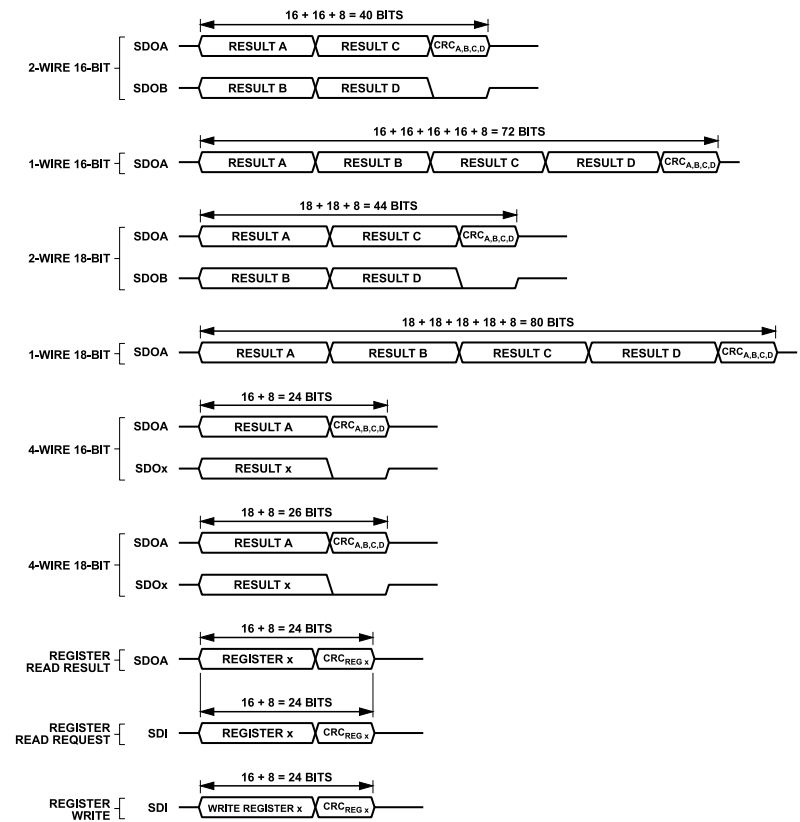 16 + 16 + 8 = 40 BITS
2-WIRE 16-BIT
SDOA RESULT A RESULT C CRCA,B,C,D
SDOB RESULT B RESULT D
16 + 16 + 16 + 16 + 8 = 72 BITS
1-WIRE 16-BIT SDOA RESULT A RESULT B RESULT C RESULT D CRCA,B,C,D
18 + 18 + 8 = 44 BITS
2-WIRE 18-BIT
SDOA RESULT A RESULT C CRCA,B,C,D
SDOB RESULT B RESULT D
18 + 18 + 18 + 18 + 8 = 80 BITS
1-WIRE 18-BIT SDOA RESULT A RESULT B RESULT C RESULT D CRCA,B,C,D
16 + 8 = 24 BITS
4-WIRE 16-BIT
SDOA RESULT A CRCA,B,C,D
SDOx RESULT x
18 + 8 = 26 BITS
4-WIRE 18-BIT
SDOA RESULT A CRCA,B,C,D
SDOx RESULT x
16 + 8 = 24 BITS
REGISTER
READ RESULT
SDOA REGISTER x CRCREG x
16 + 8 = 24 BITS
REGISTER
READ REQUEST
SDI REGISTER x CRCREG x
16 + 8 = 24 BITS
REGISTER
WRITE
SDI WRITE REGISTER x CRCREG x